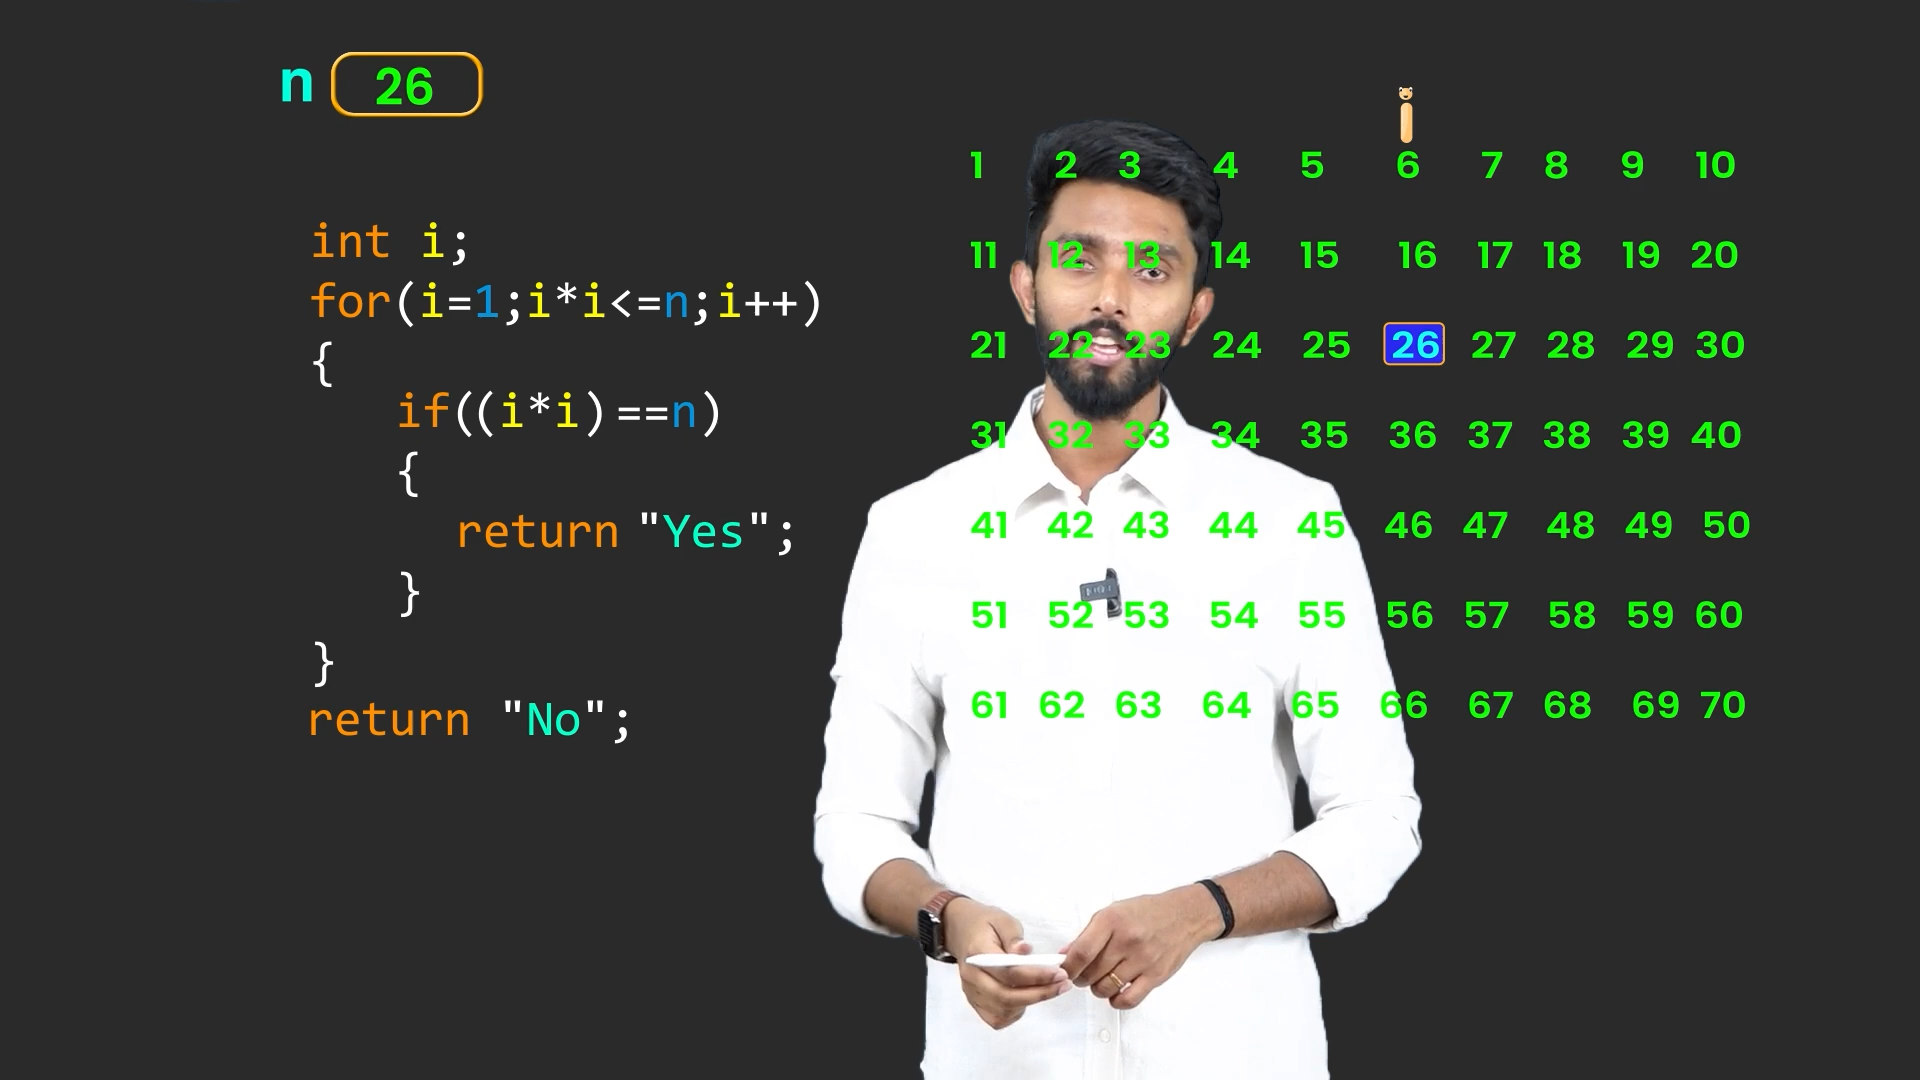 n 26
int i;
for(i=1;i*i<=n;i++)
{
if((i*i)==n)
{
return "Yes";
}
}
return "No";
i
1 2 3 4 5 6 7 8 9 10
11 12 13 14 15 16 17 18 19 20
21 22 23 24 25 26 27 28 29 30
31 32 33 34 35 36 37 38 39 40
41 42 43 44 45 46 47 48 49 50
51 52 53 54 55 56 57 58 59 60
61 62 63 64 65 66 67 68 69 70